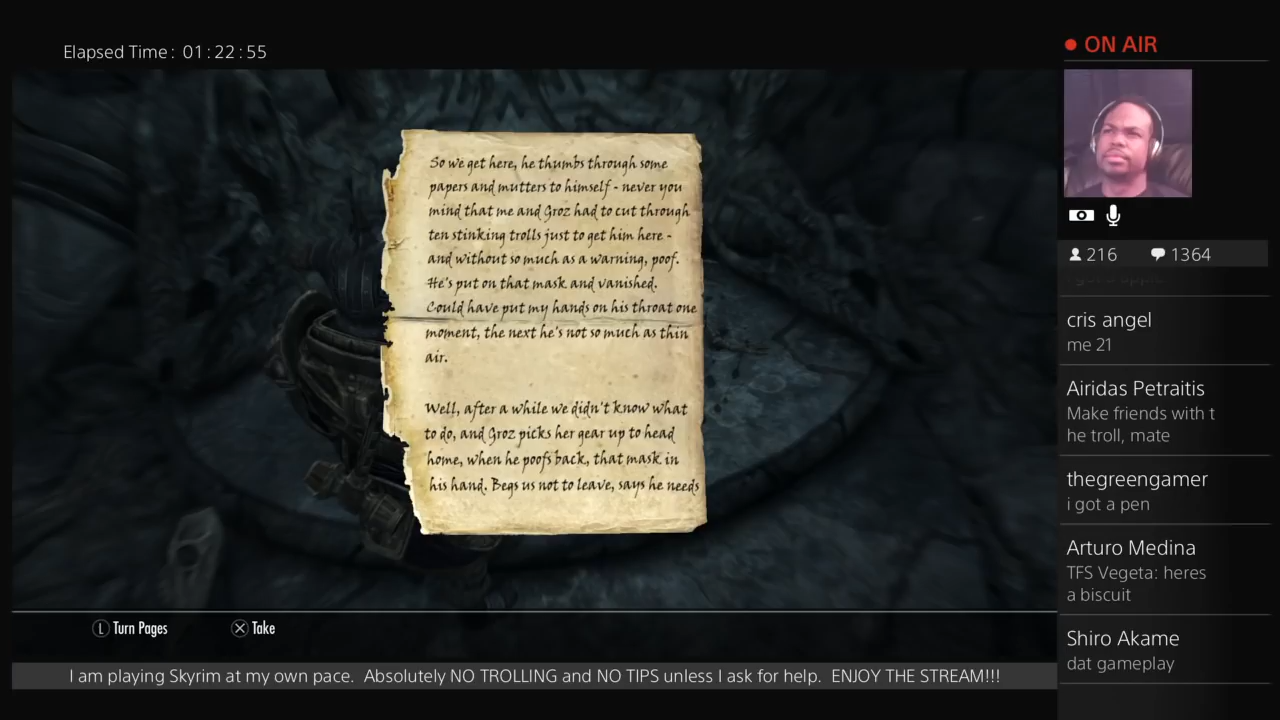 Elapsed Time: 01:22:55
ON AIR
So we get here, he thumbs through some
papers and mutters to himself - never you
mind that me and Groz had to cut through
ten stinking trolls just to get him here -
and without so much as a warning, poof.
He's put on that mask and vanished.
Could have put my hands on his throat one
moment, the next he's not so much as thin
air.
Well, after a while we didn't know what
to do, and Groz picks her gear up to head
home, when he poofs back, that mask in
his hand. Begs us not to leave, says he needs
L Turn Pages
X Take
I am playing Skyrim at my own pace. Absolutely NO TROLLING and NO TIPS unless I ask for help. ENJOY THE STREAM!!!
216
1364
cris angel
me 21
Airidas Petraitis
Make friends with t
he troll, mate
thegreengamer
i got a pen
Arturo Medina
TFS Vegeta: heres
a biscuit
Shiro Akame
dat gameplay